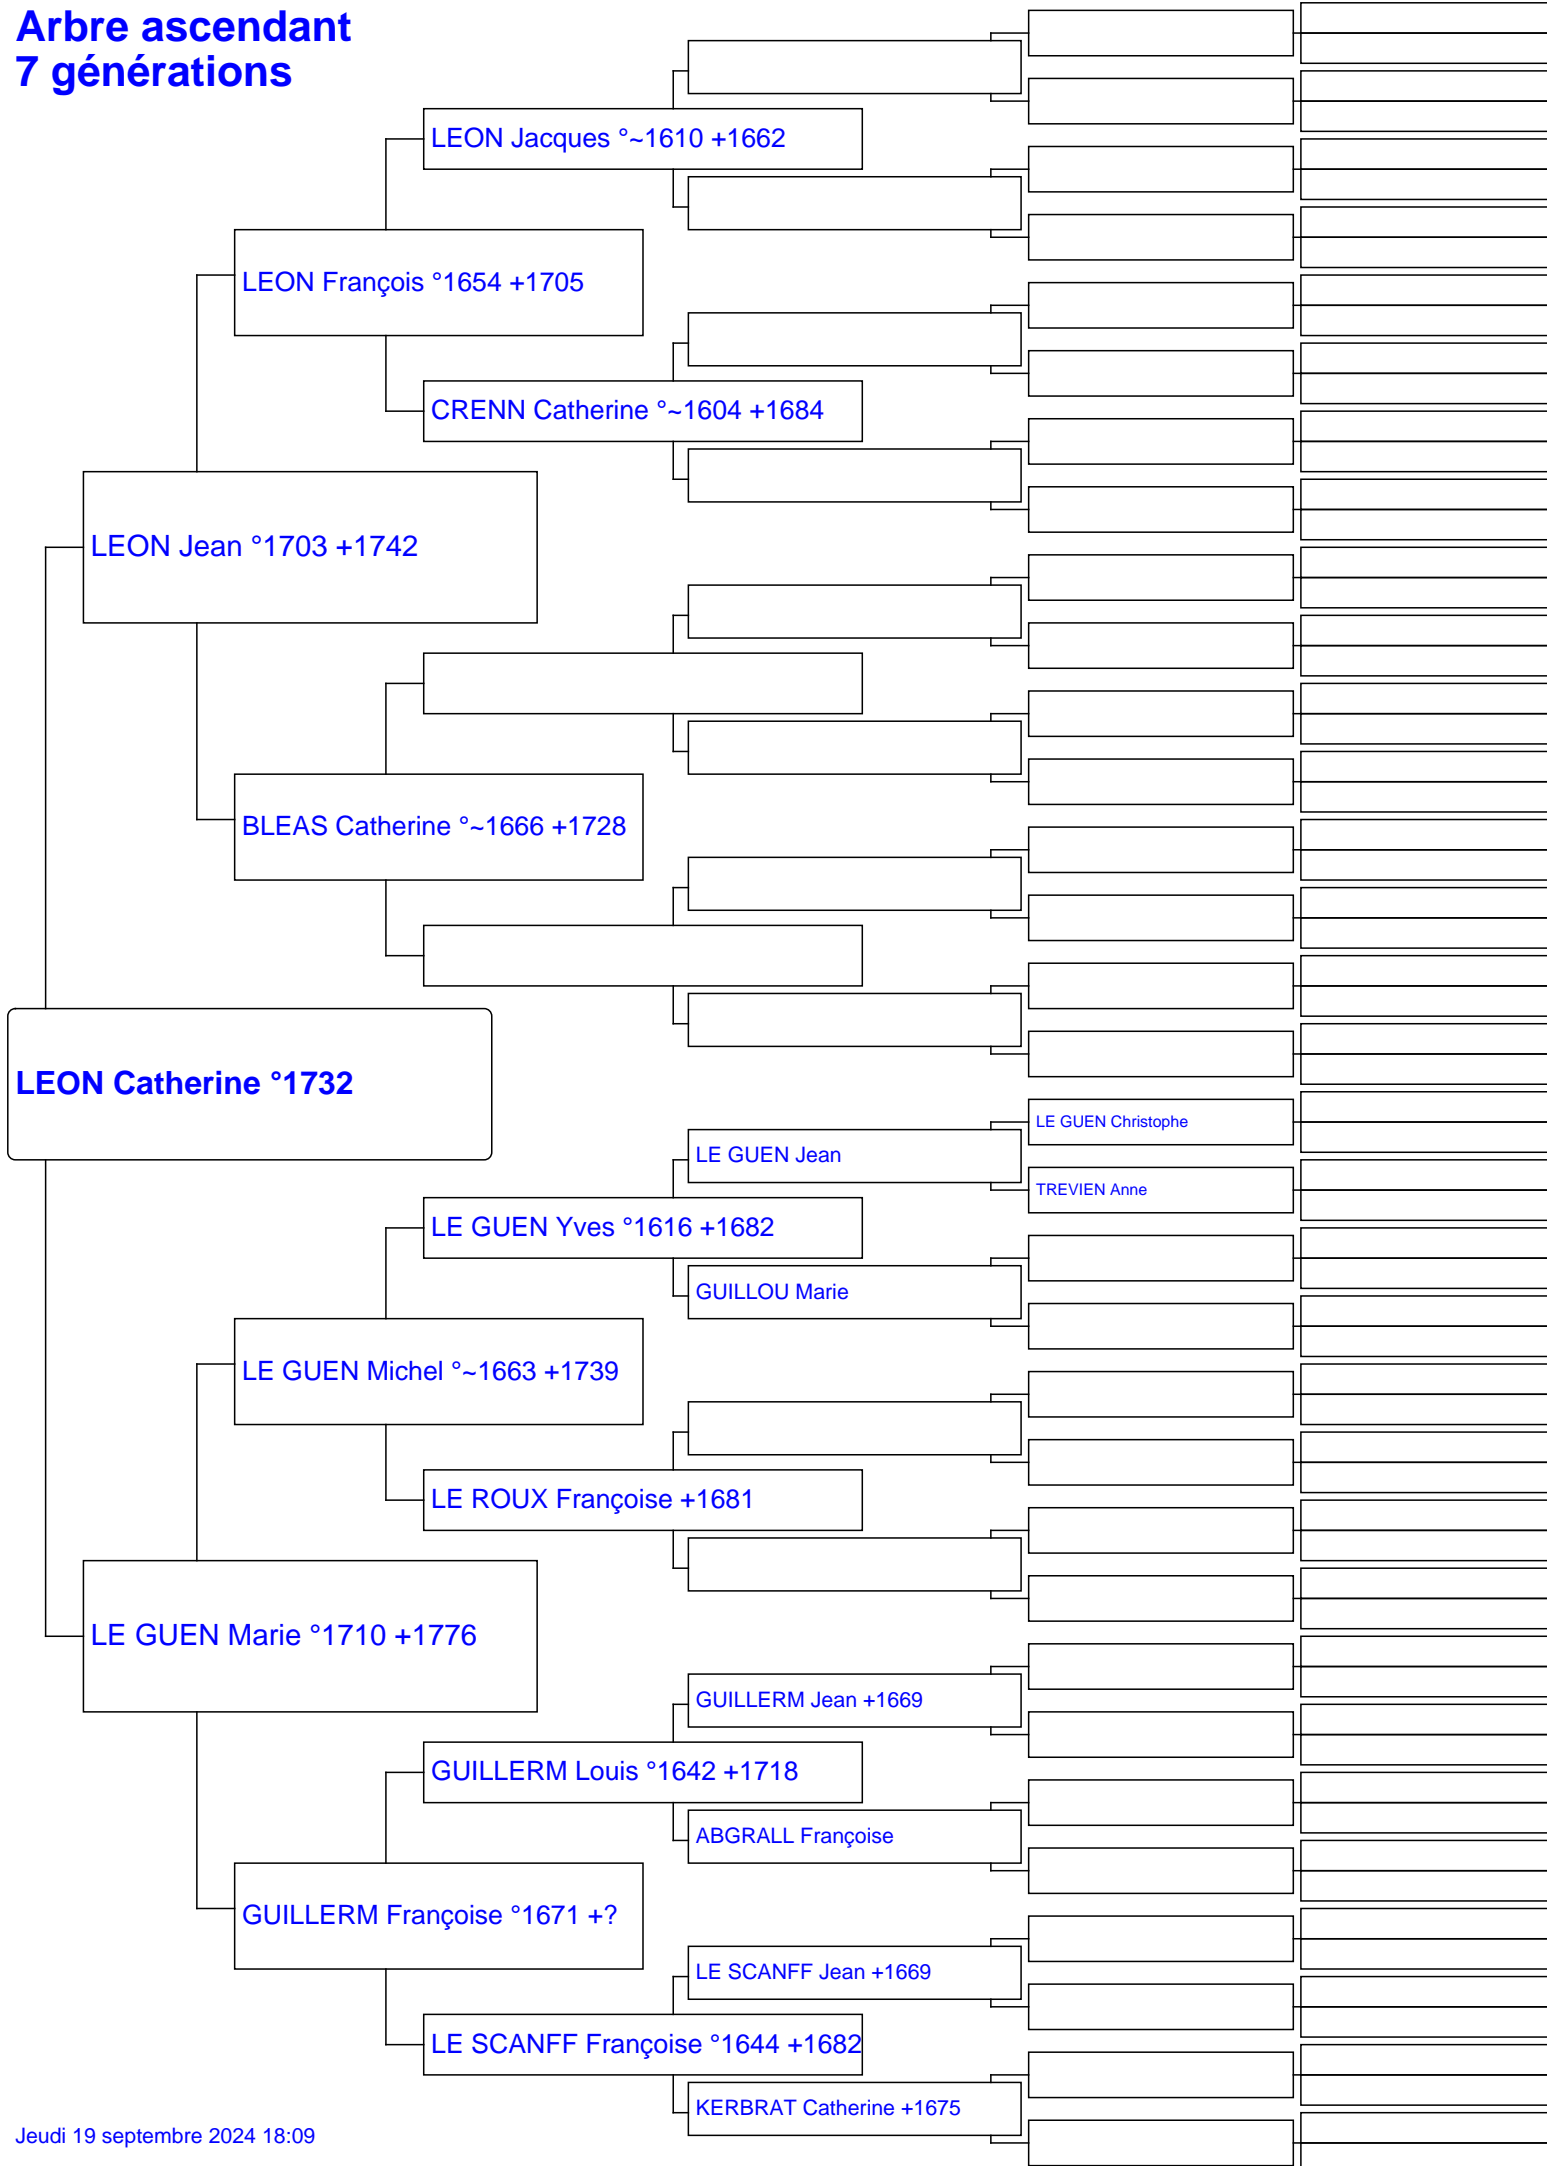 Arbre ascendant
7 générations
LEON Jacques °~1610 +1662
LEON François °1654 +1705
CRENN Catherine °~1604 +1684
LEON Jean °1703 +1742
BLEAS Catherine °~1666 +1728
LEON Catherine °1732
LE GUEN Christophe
LE GUEN Jean
TREVIEN Anne
LE GUEN Yves °1616 +1682
GUILLOU Marie
LE GUEN Michel °~1663 +1739
LE ROUX Françoise +1681
LE GUEN Marie °1710 +1776
GUILLERM Jean +1669
GUILLERM Louis °1642 +1718
ABGRALL Françoise
GUILLERM Françoise °1671 +?
LE SCANFF Jean +1669
LE SCANFF Françoise °1644 +1682
KERBRAT Catherine +1675
Jeudi 19 septembre 2024 18:09